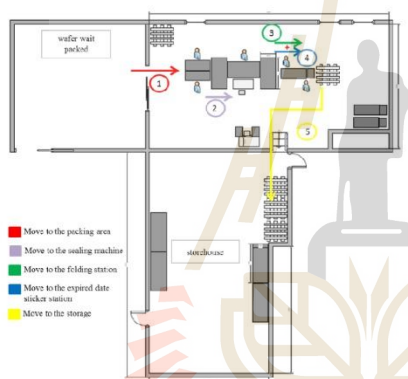 wafer wait
packed
3
4
1
2
5
storehouse
Move to the packing area
Move to the sealing machine
Move to the felding station
Move to the expired date
sticker station
Move to the storage